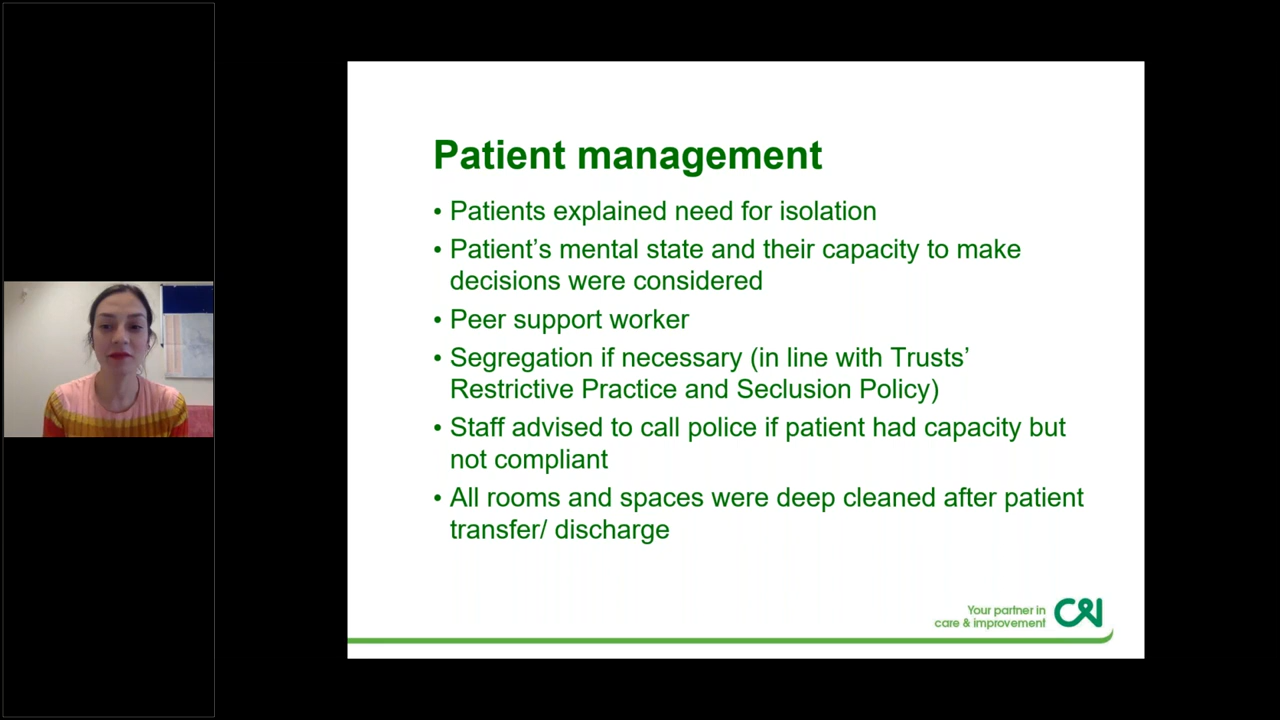 Patient management
• Patients explained need for isolation
• Patient’s mental state and their capacity to make
decisions were considered
• Peer support worker
• Segregation if necessary (in line with Trusts’
Restrictive Practice and Seclusion Policy)
• Staff advised to call police if patient had capacity but
not compliant
• All rooms and spaces were deep cleaned after patient
transfer/ discharge
Your partner in
care & improvement
C&I